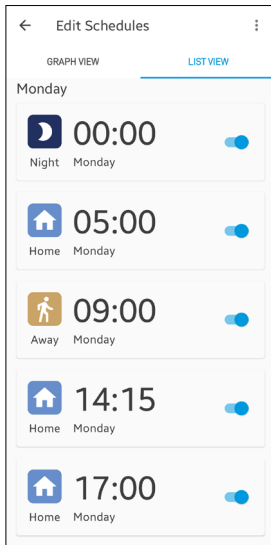 Edit Schedules
GRAPH VIEW LIST VIEW
Monday
00:00
Night Monday
05:00
Home Monday
09:00
Away Monday
14:15
Home Monday
17:00
Home Monday